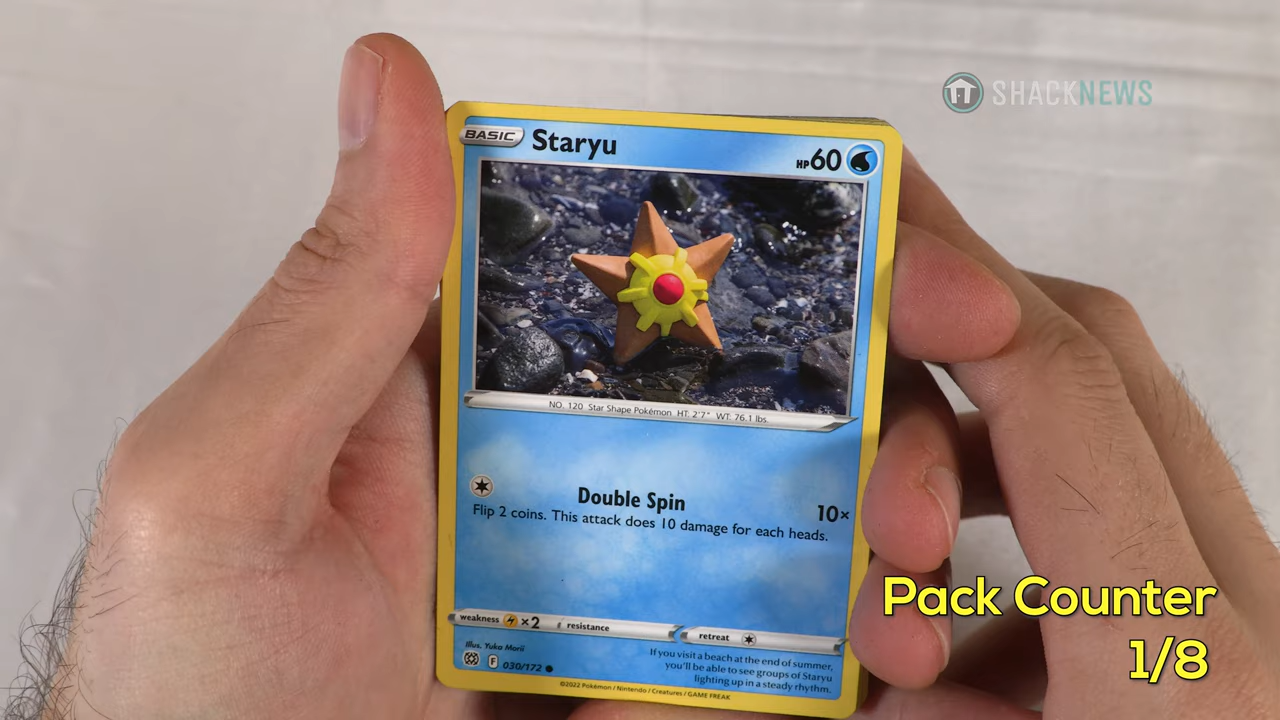 SHACKNEWS
BASIC Staryu HP60
NO. 120 Star Shape Pokémon HT: 2'7" WT: 76.1 lbs.
Double Spin 10×
Flip 2 coins. This attack does 10 damage for each heads.
weakness ×2 resistance retreat
Illus. Yuka Morii
F 030/172
If you visit a beach at the end of summer,
you'll be able to see groups of Staryu
lighting up in a steady rhythm.
©2022 Pokémon / Nintendo / Creatures / GAME FREAK
Pack Counter
1/8